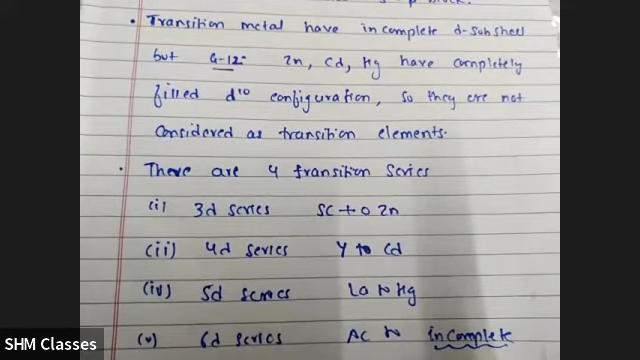 • Transition metal have incomplete d-subshell
but G-12 Zn, Cd, Hg have completely
filled d10 configuration, so they are not
considered as transition elements.
• There are 4 transition series
(i) 3d series Sc to Zn
(ii) 4d series Y to Cd
(iv) 5d series La to Hg
(v) 6d series Ac to incomplete
SHM Classes